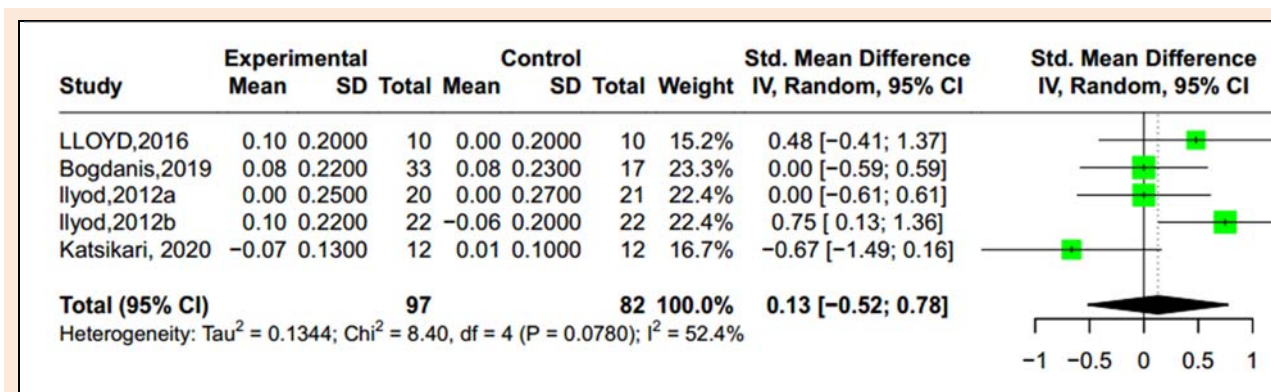 Experimental Control Std. Mean Difference Std. Mean Difference
Study Mean SD Total Mean SD Total Weight IV, Random, 95% CI IV, Random, 95% CI
LLOYD,2016 0.10 0.2000 10 0.00 0.2000 10 15.2% 0.48 [−0.41; 1.37]
Bogdanis,2019 0.08 0.2200 33 0.08 0.2300 17 23.3% 0.00 [−0.59; 0.59]
llyod,2012a 0.00 0.2500 20 0.00 0.2700 21 22.4% 0.00 [−0.61; 0.61]
llyod,2012b 0.10 0.2200 22 −0.06 0.2000 22 22.4% 0.75 [ 0.13; 1.36]
Katsikari, 2020 −0.07 0.1300 12 0.01 0.1000 12 16.7% −0.67 [−1.49; 0.16]
Total (95% CI) 97 82 100.0% 0.13 [−0.52; 0.78]
Heterogeneity: Tau² = 0.1344; Chi² = 8.40, df = 4 (P = 0.0780); I² = 52.4%
−1 −0.5 0 0.5 1